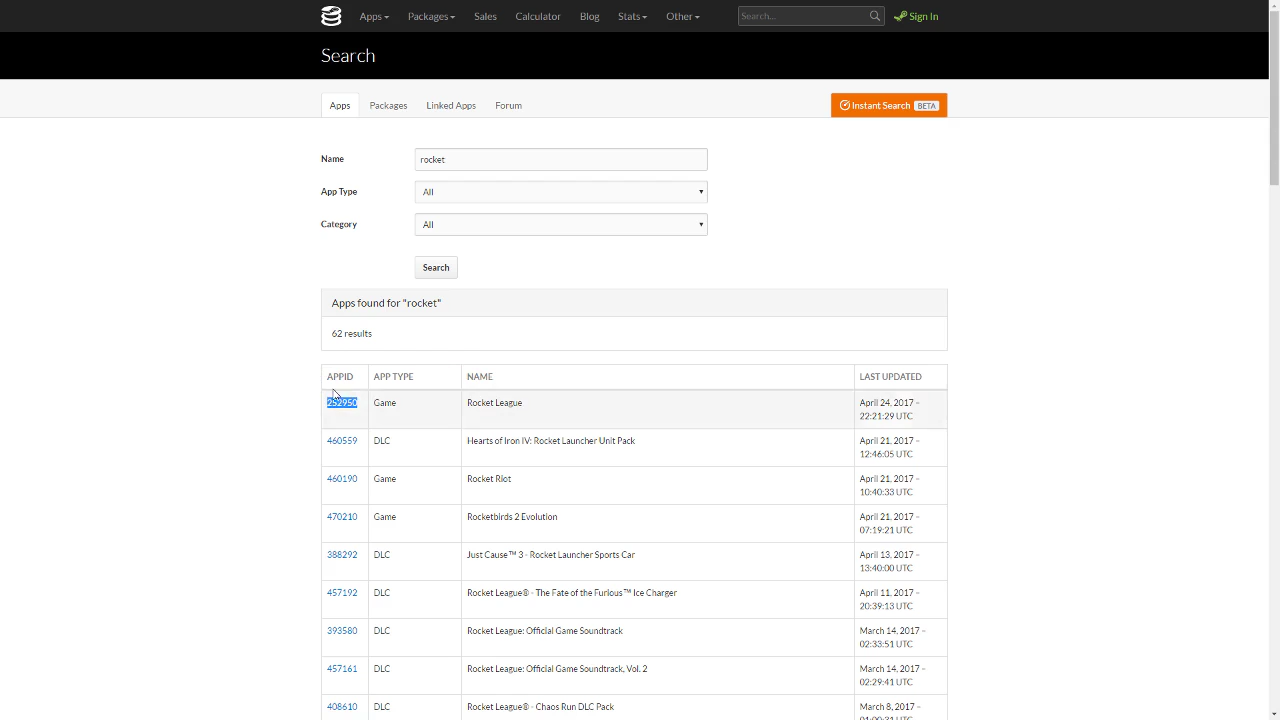 Apps Packages Sales Calculator Blog Stats Other Search... Sign In
Search
Apps Packages Linked Apps Forum Instant Search BETA
Name rocket
App Type All
Category All
Search
Apps found for "rocket"
62 results
APPID APP TYPE NAME LAST UPDATED
252950 Game Rocket League April 24, 2017 –
22:21:29 UTC
460559 DLC Hearts of Iron IV: Rocket Launcher Unit Pack April 21, 2017 –
12:46:05 UTC
460190 Game Rocket Riot April 21, 2017 –
10:40:33 UTC
470210 Game Rocketbirds 2 Evolution April 21, 2017 –
07:19:21 UTC
388292 DLC Just Cause™ 3 - Rocket Launcher Sports Car April 13, 2017 –
13:40:00 UTC
457192 DLC Rocket League® - The Fate of the Furious™ Ice Charger April 11, 2017 –
20:39:13 UTC
393580 DLC Rocket League: Official Game Soundtrack March 14, 2017 –
02:33:51 UTC
457161 DLC Rocket League: Official Game Soundtrack, Vol. 2 March 14, 2017 –
02:29:41 UTC
408610 DLC Rocket League® - Chaos Run DLC Pack March 8, 2017 –